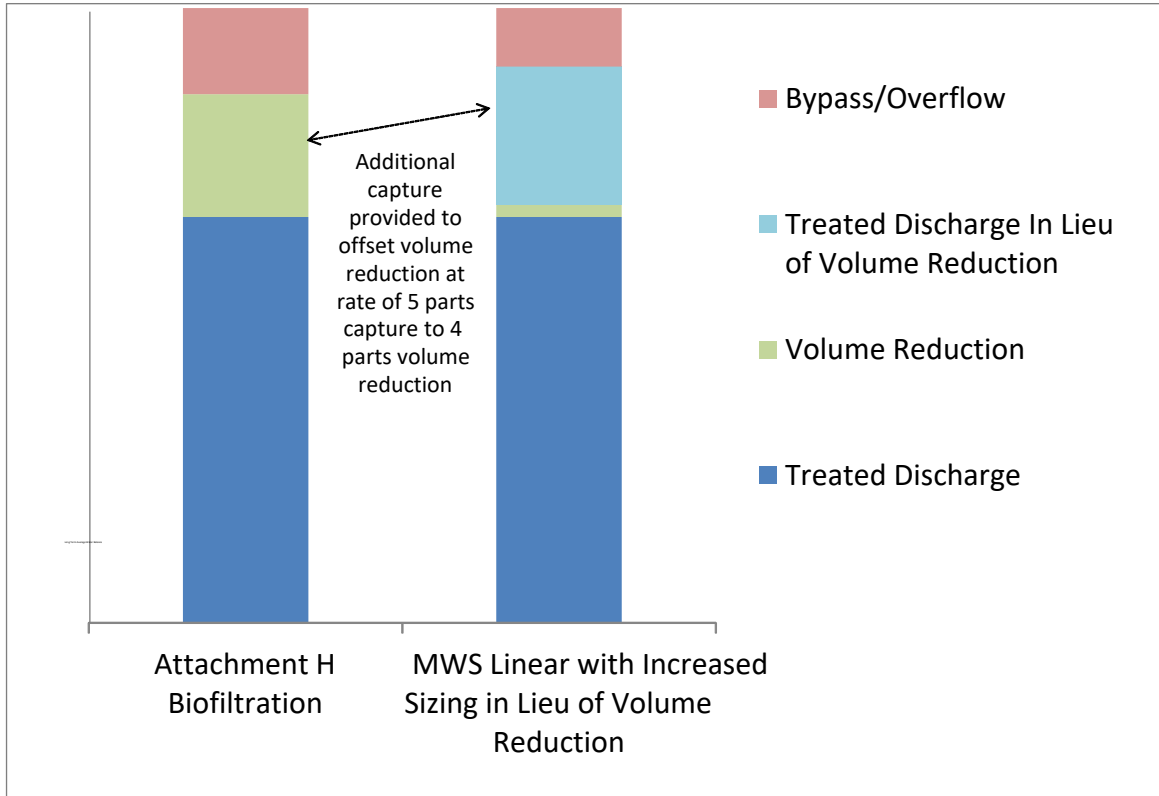 Additional
capture
provided to
offset volume
reduction at
rate of 5 parts
capture to 4
parts volume
reduction
Bypass/Overflow
Treated Discharge In Lieu
of Volume Reduction
Volume Reduction
Treated Discharge
Attachment H
Biofiltration
MWS Linear with Increased
Sizing in Lieu of Volume
Reduction